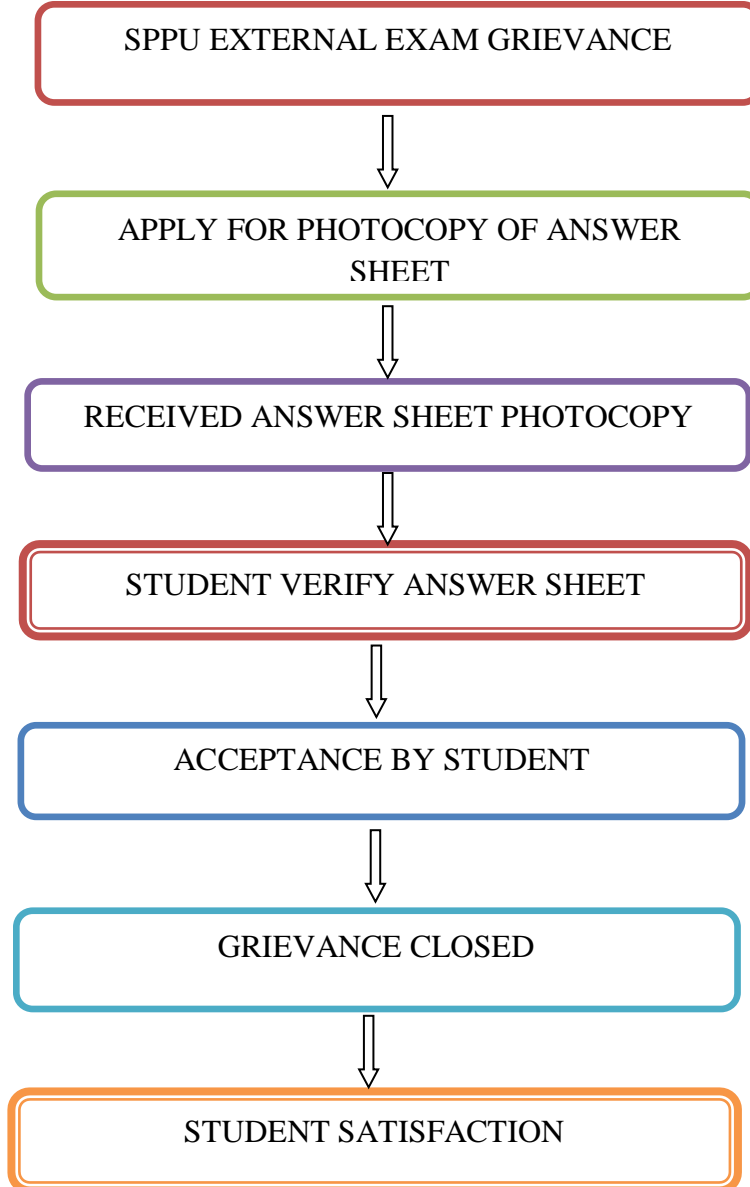 SPPU EXTERNAL EXAM GRIEVANCE
APPLY FOR PHOTOCOPY OF ANSWER
SHEET
RECEIVED ANSWER SHEET PHOTOCOPY
STUDENT VERIFY ANSWER SHEET
ACCEPTANCE BY STUDENT
GRIEVANCE CLOSED
STUDENT SATISFACTION